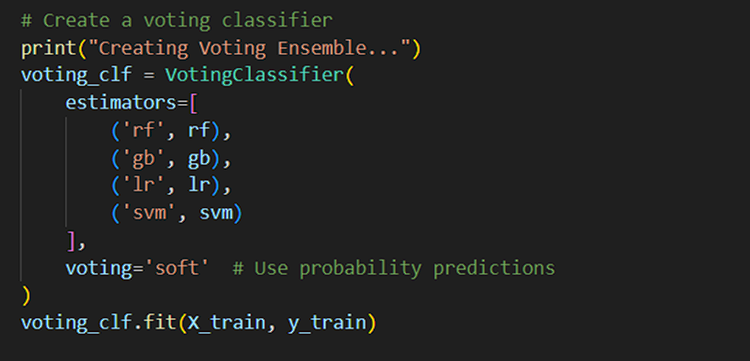 # Create a voting classifier
print("Creating Voting Ensemble...")
voting_clf = VotingClassifier(
    estimators=[
        ('rf', rf),
        ('gb', gb),
        ('lr', lr),
        ('svm', svm)
    ],
    voting='soft'  # Use probability predictions
)
voting_clf.fit(X_train, y_train)